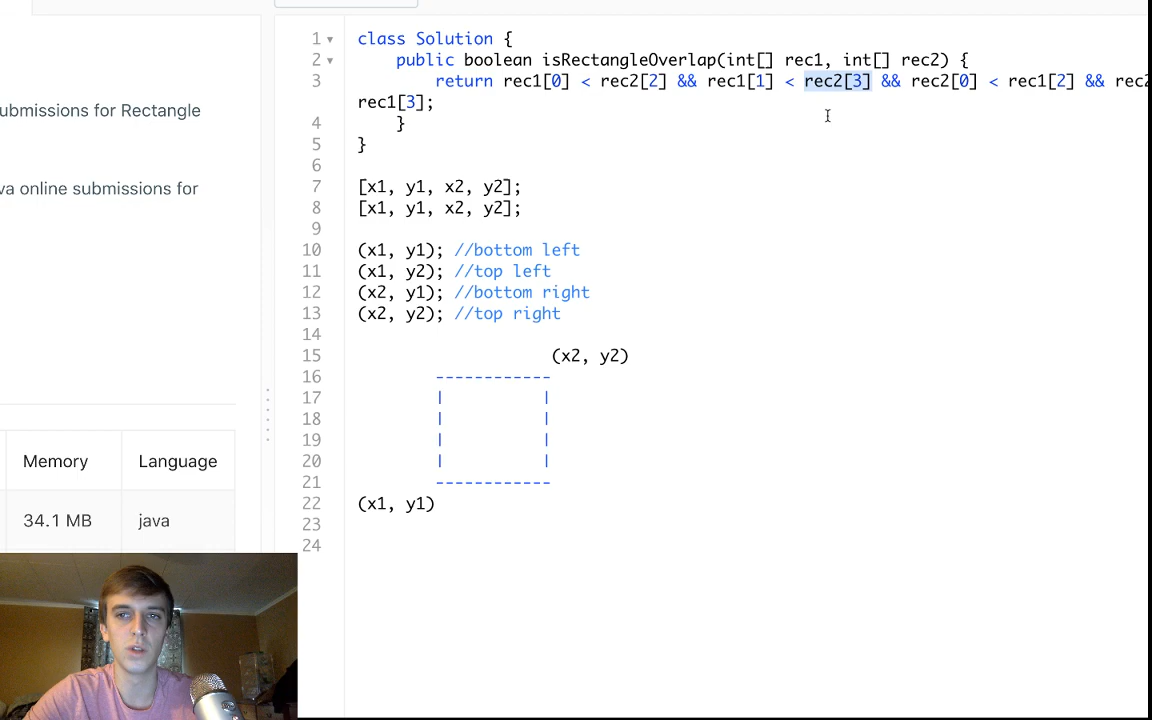 ubmissions for Rectangle
va online submissions for
Memory Language
34.1 MB java
1 class Solution {
2 public boolean isRectangleOverlap(int[] rec1, int[] rec2) {
3 return rec1[0] < rec2[2] && rec1[1] < rec2[3] && rec2[0] < rec1[2] && rec2
rec1[3];
4 }
5 }
6
7 [x1, y1, x2, y2];
8 [x1, y1, x2, y2];
9
10 (x1, y1); //bottom left
11 (x1, y2); //top left
12 (x2, y1); //bottom right
13 (x2, y2); //top right
14
15 (x2, y2)
16 ------------
17 | |
18 | |
19 | |
20 | |
21 ------------
22 (x1, y1)
23
24